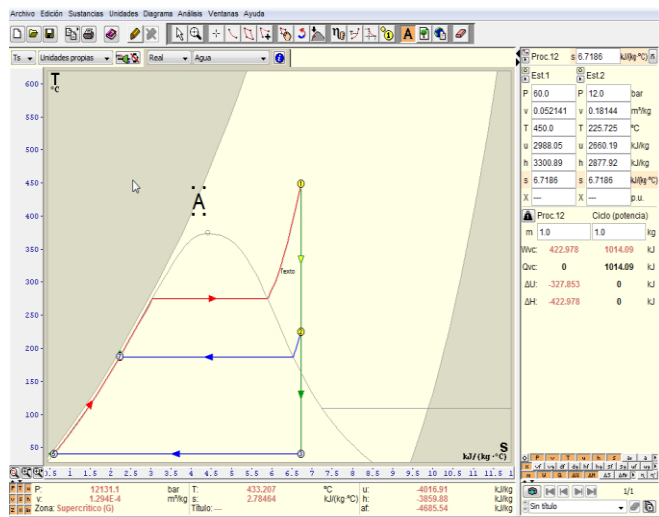 Archivo Edición Sustancias Unidades Diagrama Análisis Ventanas Ayuda
Ts Unidades propias Real Agua
Proc.12 s 6.7186 kJ/(kg·ºC)
Est.1 Est.2
P 60.0 P 12.0 bar
v 0.052141 v 0.18144 m³/kg
T 450.0 T 225.725 ºC
u 2988.05 u 2660.19 kJ/kg
h 3300.89 h 2877.92 kJ/kg
s 6.7186 s 6.7186 kJ/(kg·ºC)
X --- X --- p.u.
Proc.12 Ciclo (potencia)
m 1.0 1.0 kg
Wvc: 422.978 1014.09 kJ
Qvc: 0 1014.09 kJ
ΔU: -327.853 0 kJ
ΔH: -422.978 0 kJ
T
ºC
600
550
500
450
400
350
300
250
200
150
100
50
A
Texto
S
kJ/(kg·ºC)
0.5 1 1.5 2 2.5 3 3.5 4 4.5 5 5.5 6 6.5 7 7.5 8 8.5 9 9.5 10 10.5 11 11.5
P: 12131.1 bar T: 433.207 ºC u: -4016.91 kJ/kg
v: 1.294E-4 m³/kg s: 2.78464 kJ/(kg·ºC) h: -3859.88 kJ/kg
Zona: Supercrítico (G) Título: --- af: -4685.54 kJ/kg
1/1
Sin título